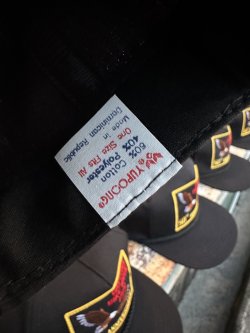 YUPOONG®
60% Cotton
40% Polyester
One Size Fits All
Made in
Dominican Republic